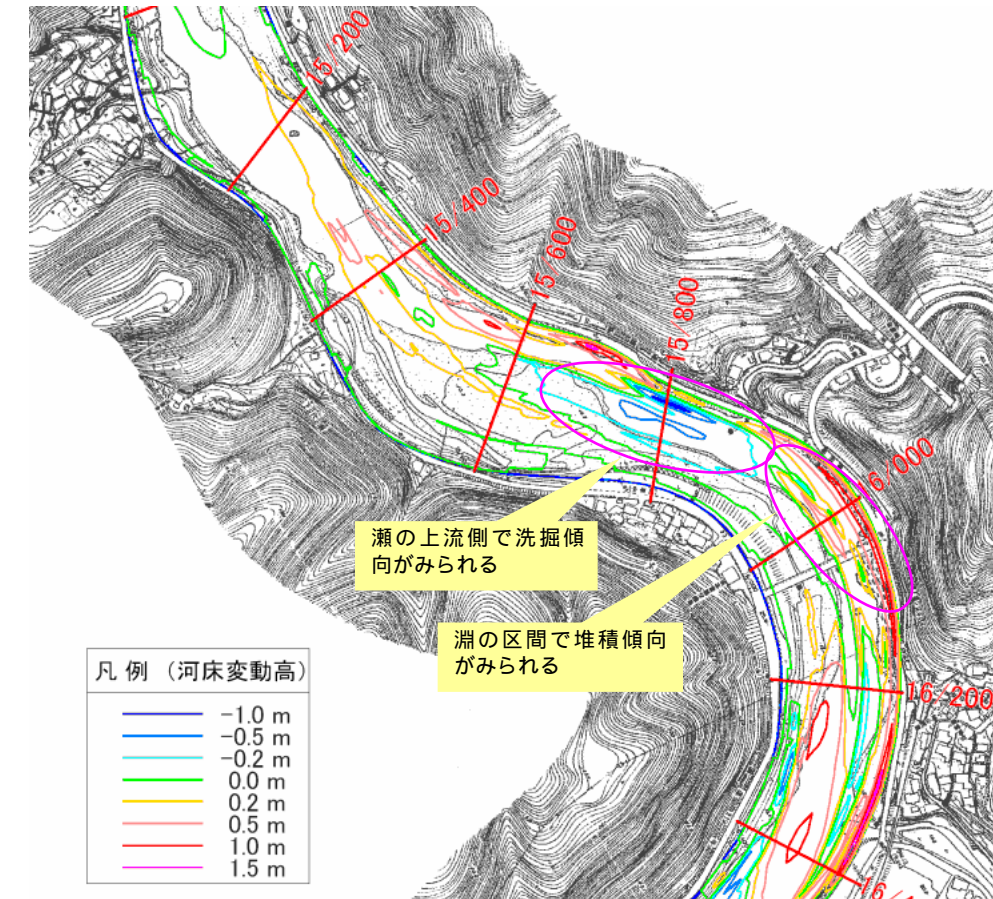 15/200
15/400
15/600
15/800
16/000
瀬の上流側で洗掘傾
向がみられる
淵の区間で堆積傾向
がみられる
16/200
凡 例 （河床変動高）
-1.0 m
-0.5 m
-0.2 m
0.0 m
0.2 m
0.5 m
1.0 m
1.5 m